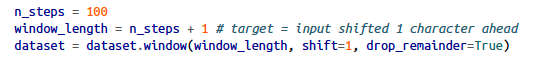 n_steps = 100
window_length = n_steps + 1 # target = input shifted 1 character ahead
dataset = dataset.window(window_length, shift=1, drop_remainder=True)